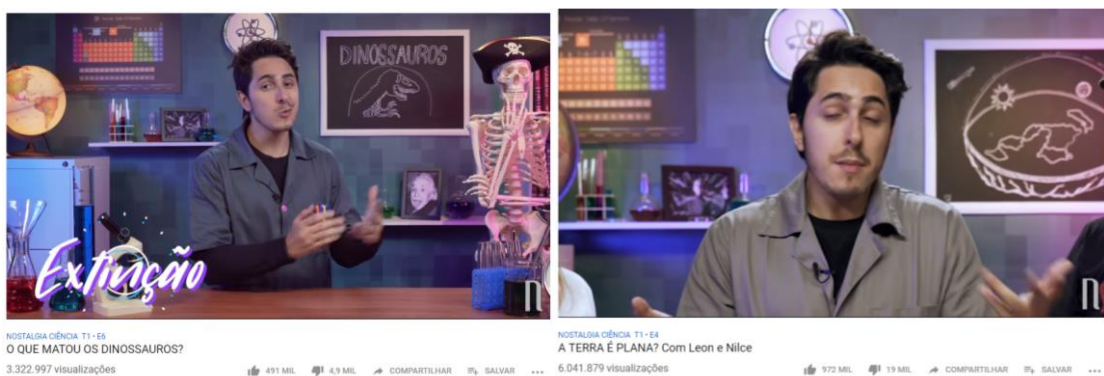 DINOSSAUROS
Extinção
N
NOSTALGIA CIÊNCIA T1 • E6
O QUE MATOU OS DINOSSAUROS?
3.322.997 visualizações
491 MIL
4,9 MIL
COMPARTILHAR
SALVAR
N
NOSTALGIA CIÊNCIA T1 • E4
A TERRA É PLANA? Com Leon e Nilce
6.041.879 visualizações
972 MIL
19 MIL
COMPARTILHAR
SALVAR